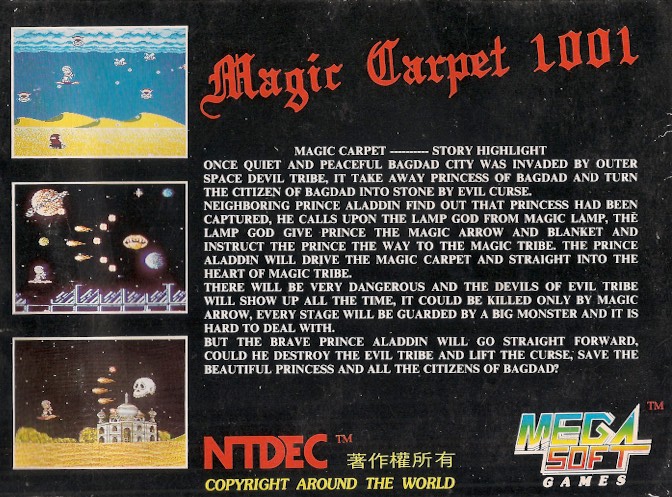 Magic Carpet 1001
MAGIC CARPET ---------- STORY HIGHLIGHT
ONCE QUIET AND PEACEFUL BAGDAD CITY WAS INVADED BY OUTER
SPACE DEVIL TRIBE, IT TAKE AWAY PRINCESS OF BAGDAD AND TURN
THE CITIZEN OF BAGDAD INTO STONE BY EVIL CURSE.
NEIGHBORING PRINCE ALADDIN FIND OUT THAT PRINCESS HAD BEEN
CAPTURED, HE CALLS UPON THE LAMP GOD FROM MAGIC LAMP, THE
LAMP GOD GIVE PRINCE THE MAGIC ARROW AND BLANKET AND
INSTRUCT THE PRINCE THE WAY TO THE MAGIC TRIBE. THE PRINCE
ALADDIN WILL DRIVE THE MAGIC CARPET AND STRAIGHT INTO THE
HEART OF MAGIC TRIBE.
THERE WILL BE VERY DANGEROUS AND THE DEVILS OF EVIL TRIBE
WILL SHOW UP ALL THE TIME, IT COULD BE KILLED ONLY BY MAGIC
ARROW, EVERY STAGE WILL BE GUARDED BY A BIG MONSTER AND IT IS
HARD TO DEAL WITH.
BUT THE BRAVE PRINCE ALADDIN WILL GO STRAIGHT FORWARD,
COULD HE DESTROY THE EVIL TRIBE AND LIFT THE CURSE, SAVE THE
BEAUTIFUL PRINCESS AND ALL THE CITIZENS OF BAGDAD?
NTDEC TM 著作權所有
COPYRIGHT AROUND THE WORLD
MEGA TM
SOFT
GAMES